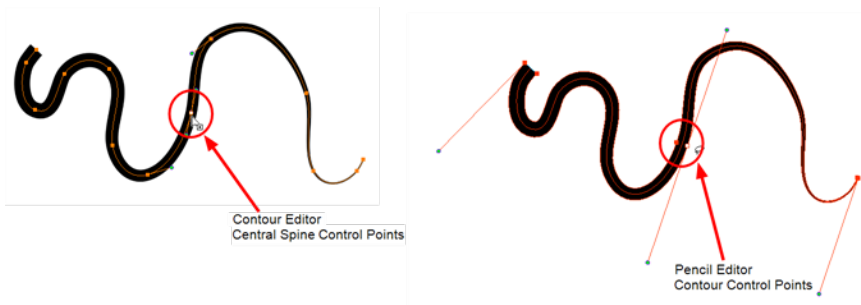 Contour Editor
Central Spine Control Points
Pencil Editor
Contour Control Points